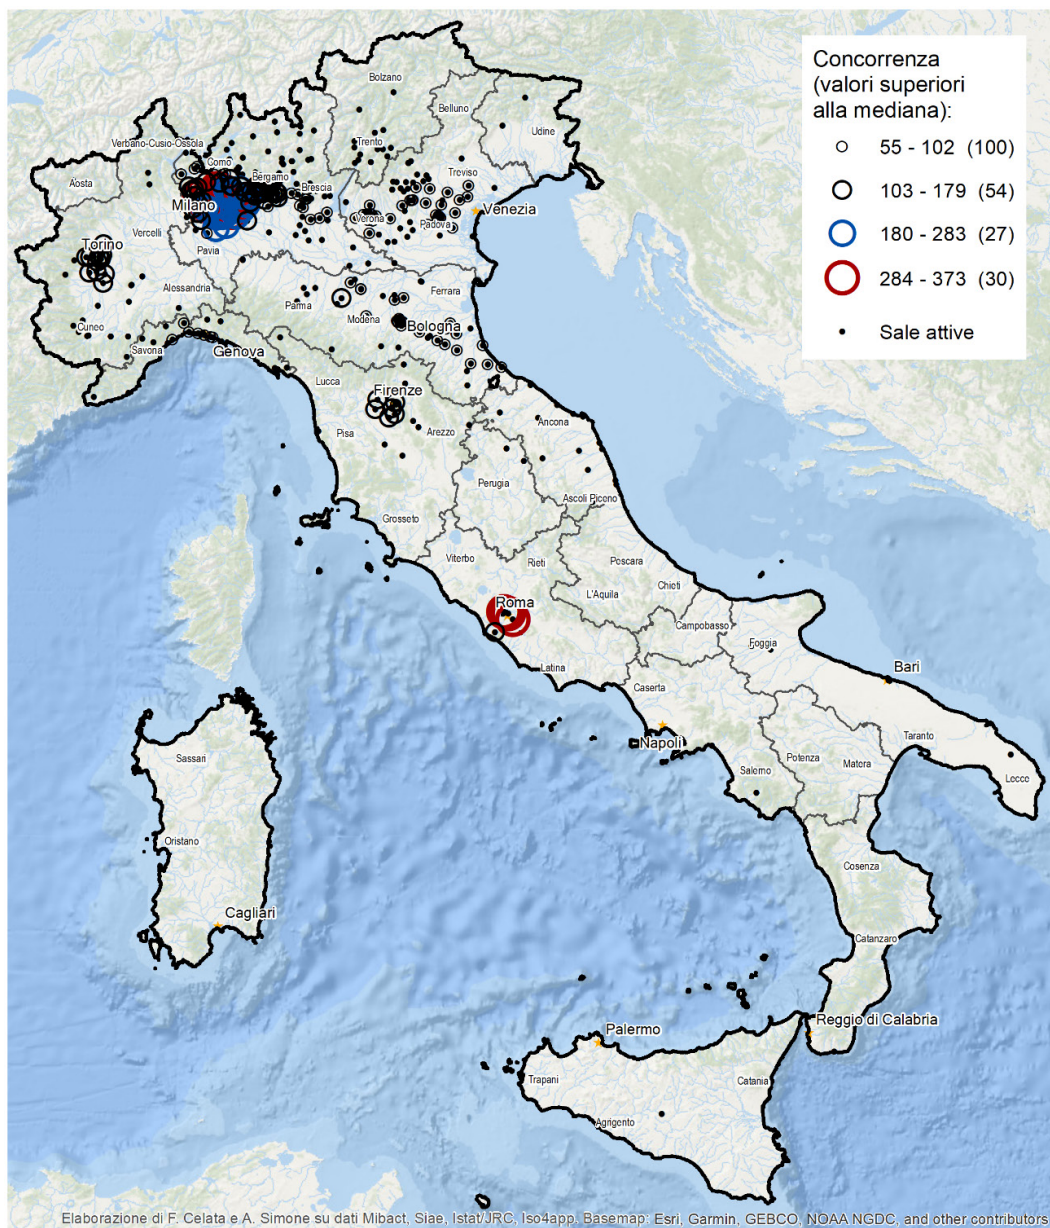 Concorrenza
(valori superiori
alla mediana):
55 - 102 (100)
103 - 179 (54)
180 - 283 (27)
284 - 373 (30)
Sale attive
Bolzano
Belluno
Verbano-Cusio-Ossola
Trento
Udine
Como
Aosta
Bergamo
Treviso
Brescia
Milano
Venezia
Verona
Padova
Vercelli
Torino
Pavia
Alessandria
Ferrara
Parma
Cuneo
Modena
Bologna
Savona
Genova
Lucca
Firenze
Ancona
Pisa
Arezzo
Perugia
Ascoli Piceno
Grosseto
Viterbo
Rieti
Pescara
L'Aquila
Chieti
Roma
Campobasso
Foggia
Latina
Bari
Caserta
Taranto
Napoli
Potenza
Matera
Sassari
Salerno
Lecce
Oristano
Cosenza
Cagliari
Catanzaro
Reggio di Calabria
Palermo
Trapani
Catania
Agrigento
Elaborazione di F. Celata e A. Simone su dati Mibact, Siae, Istat/JRC, Iso4app. Basemap: Esri, Garmin, GEBCO, NOAA NGDC, and other contributors